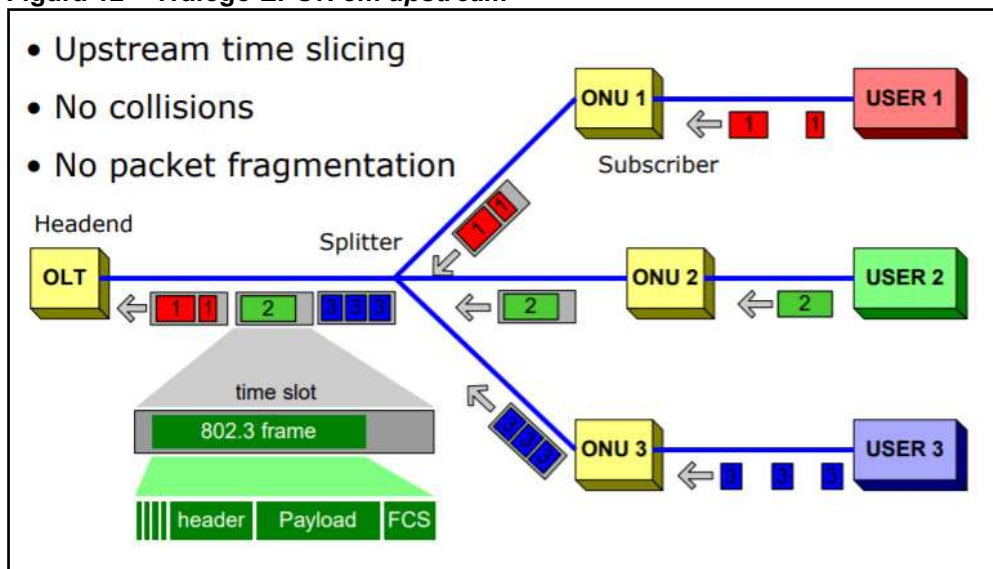 • Upstream time slicing
• No collisions
• No packet fragmentation
ONU 1
USER 1
1
1
Subscriber
Headend
Splitter
1
1
OLT
ONU 2
USER 2
1
1
2
3
3
3
2
2
time slot
802.3 frame
3
3
3
ONU 3
USER 3
3
3
3
header
Payload
FCS